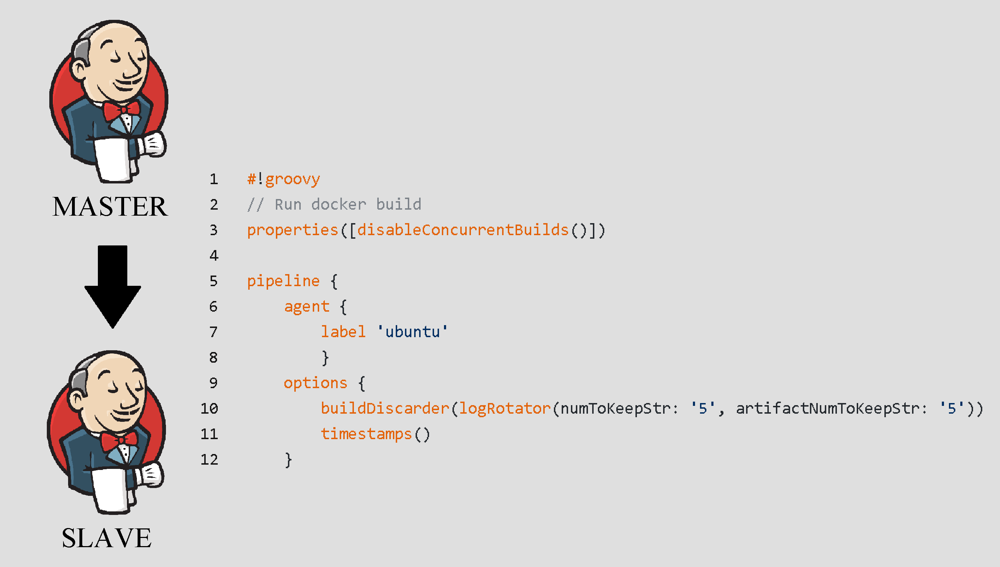 MASTER
SLAVE
1 #!groovy
2 // Run docker build
3 properties([disableConcurrentBuilds()])
4
5 pipeline {
6     agent {
7         label 'ubuntu'
8         }
9     options {
10         buildDiscarder(logRotator(numToKeepStr: '5', artifactNumToKeepStr: '5'))
11         timestamps()
12     }